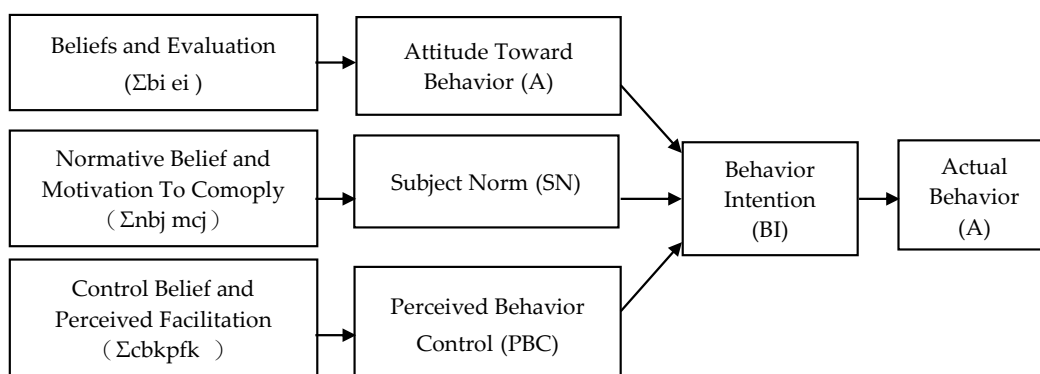 Beliefs and Evaluation
(Σbi ei )
Attitude Toward
Behavior (A)
Normative Belief and
Motivation To Comoply
（Σnbj mcj）
Subject Norm (SN)
Behavior
Intention
(BI)
Actual
Behavior
(A)
Control Belief and
Perceived Facilitation
（Σcbkpfk ）
Perceived Behavior
Control (PBC)